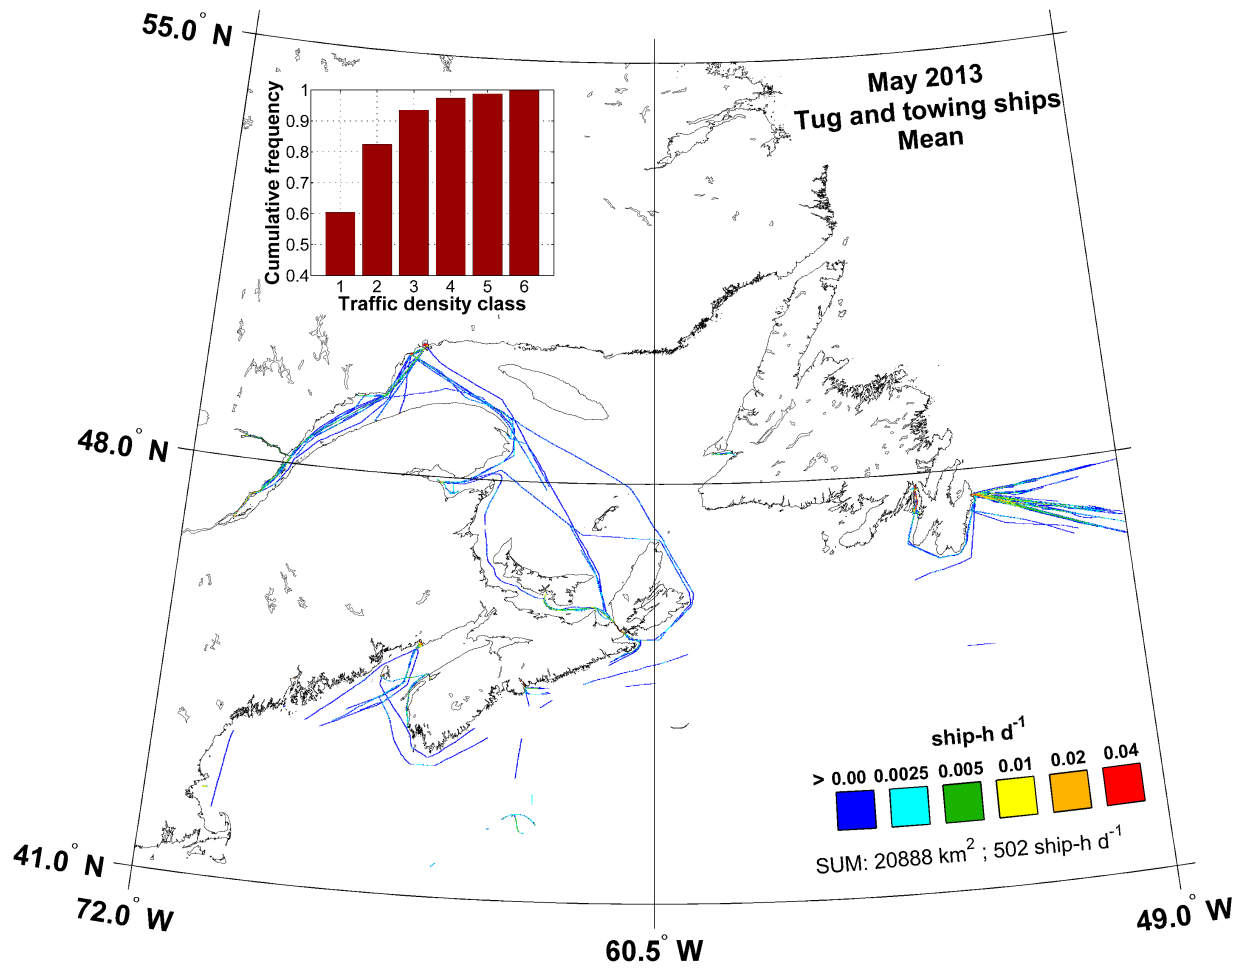 55.0° N
May 2013
Tug and towing ships
Mean
Cumulative frequency
1
0.9
0.8
0.7
0.6
0.5
0.4
1 2 3 4 5 6
Traffic density class
48.0° N
ship-h d⁻¹
> 0.00 0.0025 0.005 0.01 0.02 0.04
SUM: 20888 km² ; 502 ship-h d⁻¹
41.0° N
72.0° W
60.5° W
49.0° W